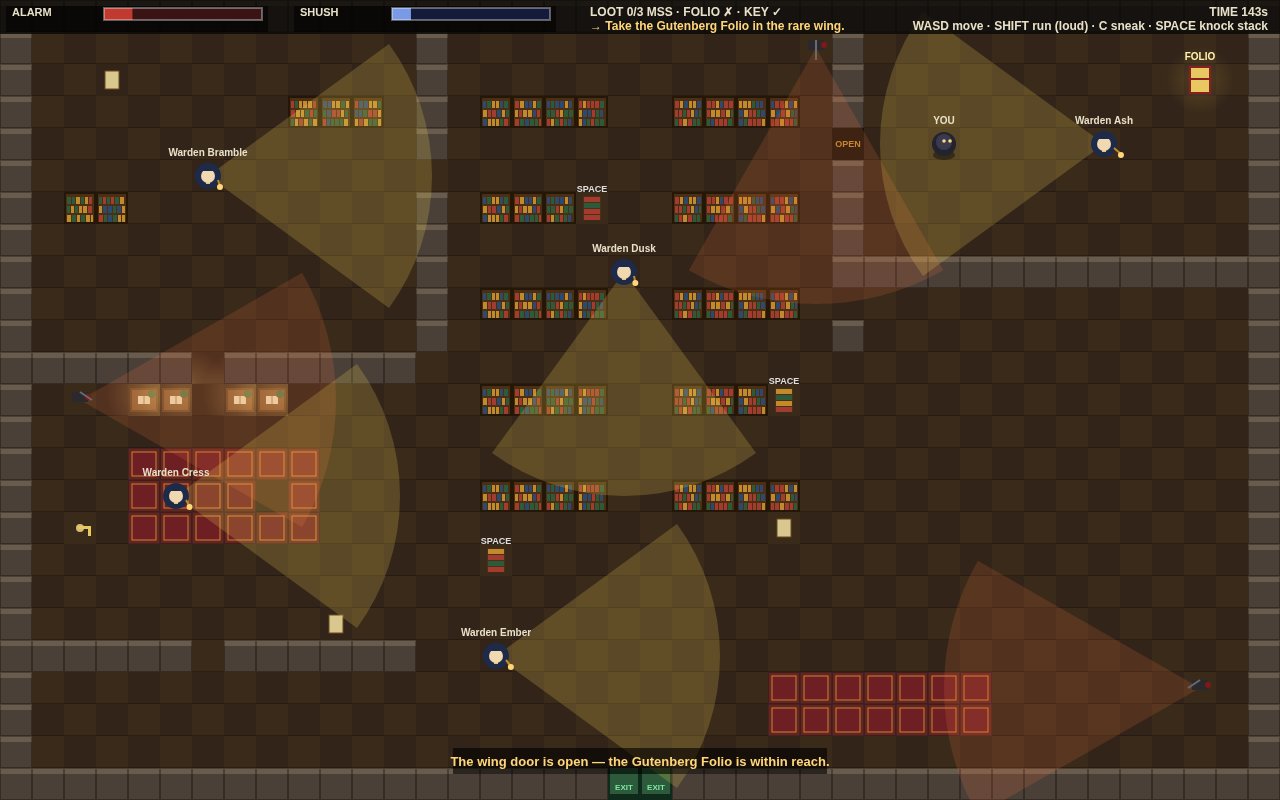 ALARM
SHUSH
LOOT 0/3 MSS · FOLIO ✗ · KEY ✓
→ Take the Gutenberg Folio in the rare wing.
TIME 143s
WASD move · SHIFT run (loud) · C sneak · SPACE knock stack
FOLIO
YOU
Warden Ash
OPEN
Warden Bramble
SPACE
Warden Dusk
SPACE
Warden Cress
SPACE
Warden Ember
The wing door is open — the Gutenberg Folio is within reach.
EXIT EXIT